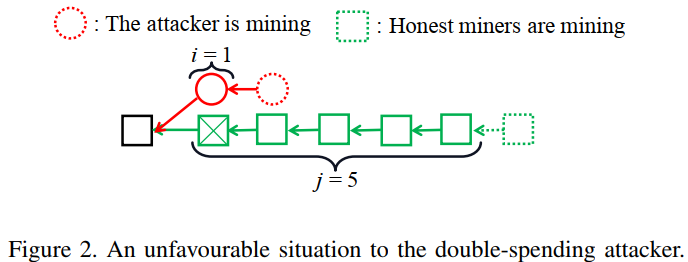 : The attacker is mining
: Honest miners are mining
i = 1
j = 5
Figure 2. An unfavourable situation to the double-spending attacker.